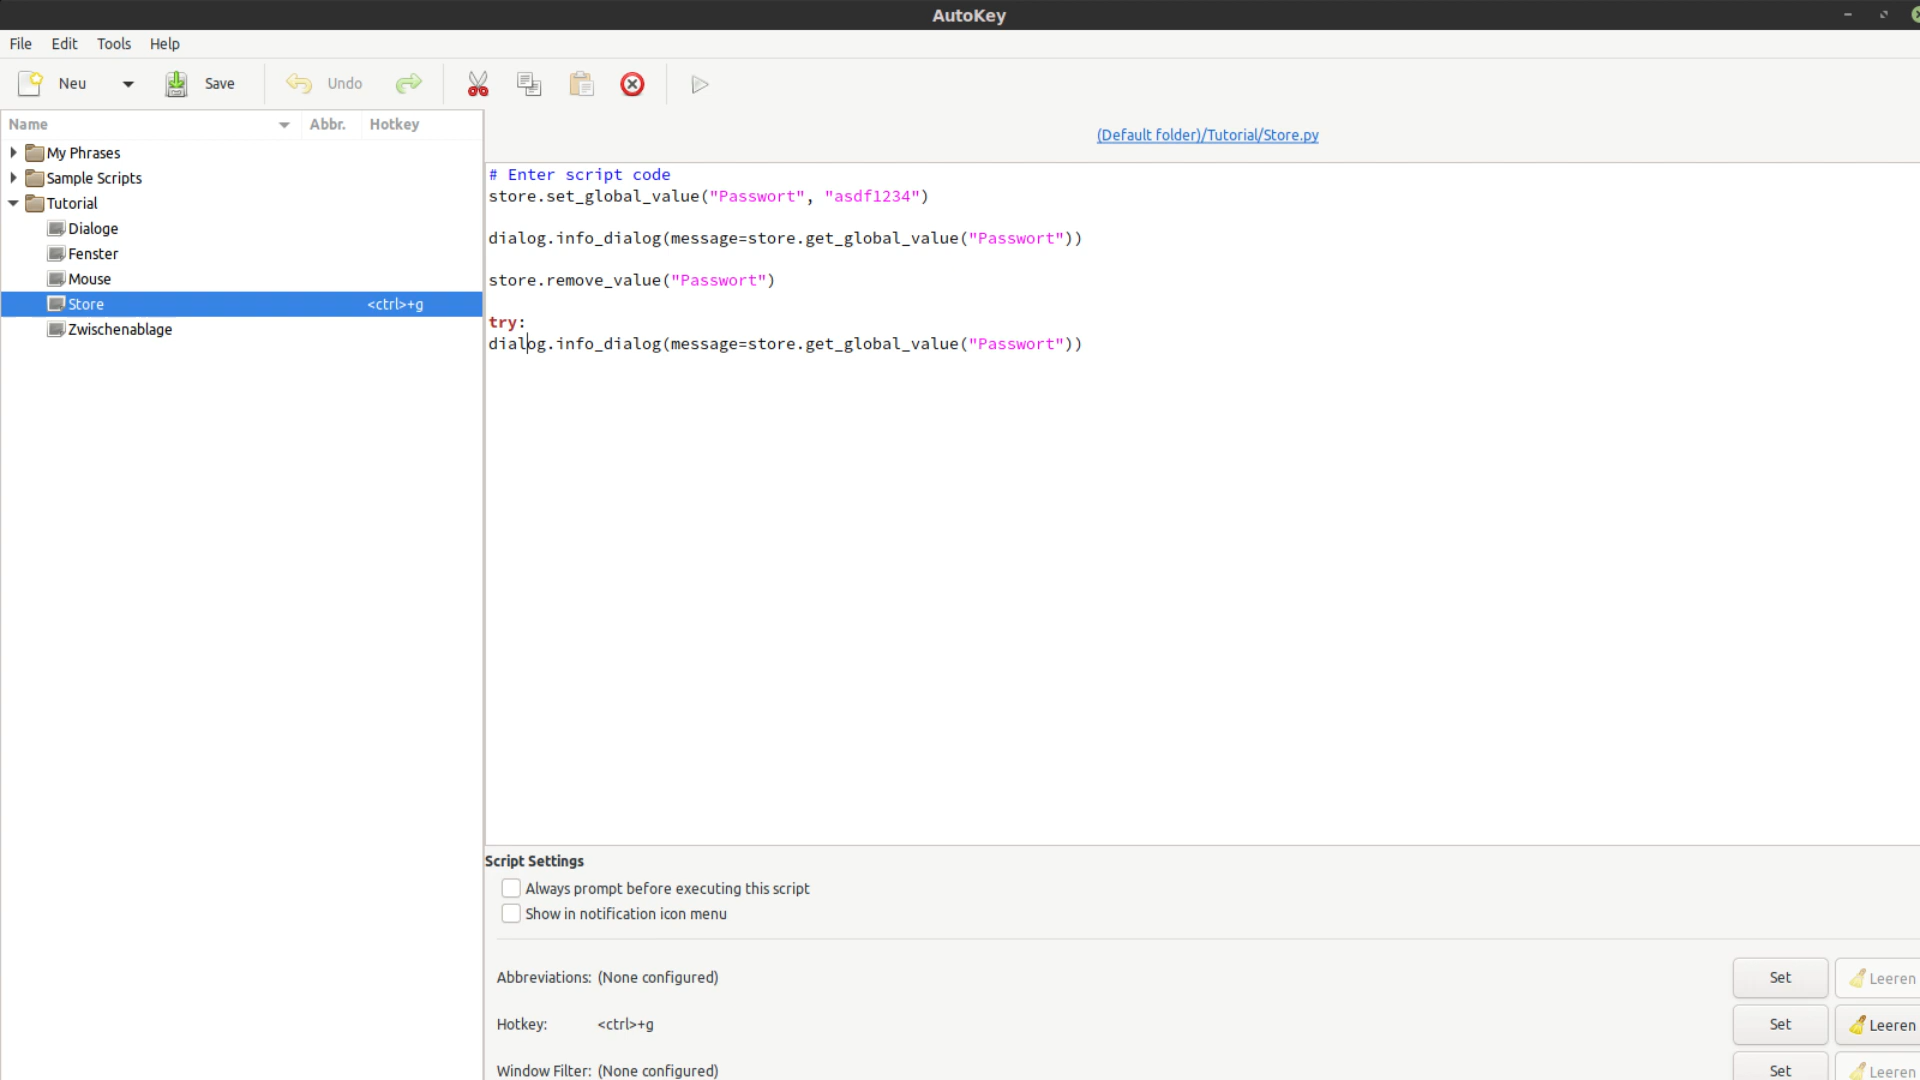 AutoKey
File Edit Tools Help
Neu Save Undo
Name Abbr. Hotkey
(Default folder)/Tutorial/Store.py
My Phrases
Sample Scripts
Tutorial
Dialoge
Fenster
Mouse
Store <ctrl>+g
Zwischenablage
# Enter script code
store.set_global_value("Passwort", "asdf1234")
dialog.info_dialog(message=store.get_global_value("Passwort"))
store.remove_value("Passwort")
try:
dialog.info_dialog(message=store.get_global_value("Passwort"))
Script Settings
Always prompt before executing this script
Show in notification icon menu
Abbreviations: (None configured) Set Leeren
Hotkey: <ctrl>+g Set Leeren
Window Filter: (None configured) Set Leeren